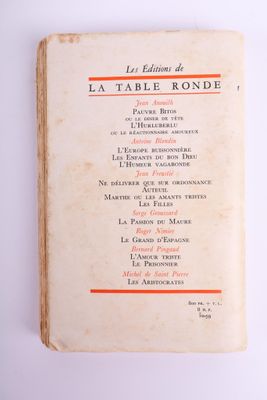 Les Éditions de
LA TABLE RONDE
Jean Anouilh
Pauvre Bitos
ou le diner de tête
L'Hurluberlu
ou le réactionnaire amoureux
Antoine Blondin
L'Europe buissonnière
Les Enfants du bon Dieu
L'Humeur vagabonde
Jean Freustié
Ne délivrer que sur ordonnance
Auteuil
Marthe ou les amants tristes
Les Filles
Serge Groussard
La Passion du Maure
Roger Nimier
Le Grand d'Espagne
Bernard Pingaud
L'Amour triste
Le Prisonnier
Michel de Saint Pierre
Les Aristocrates
+ T. L.